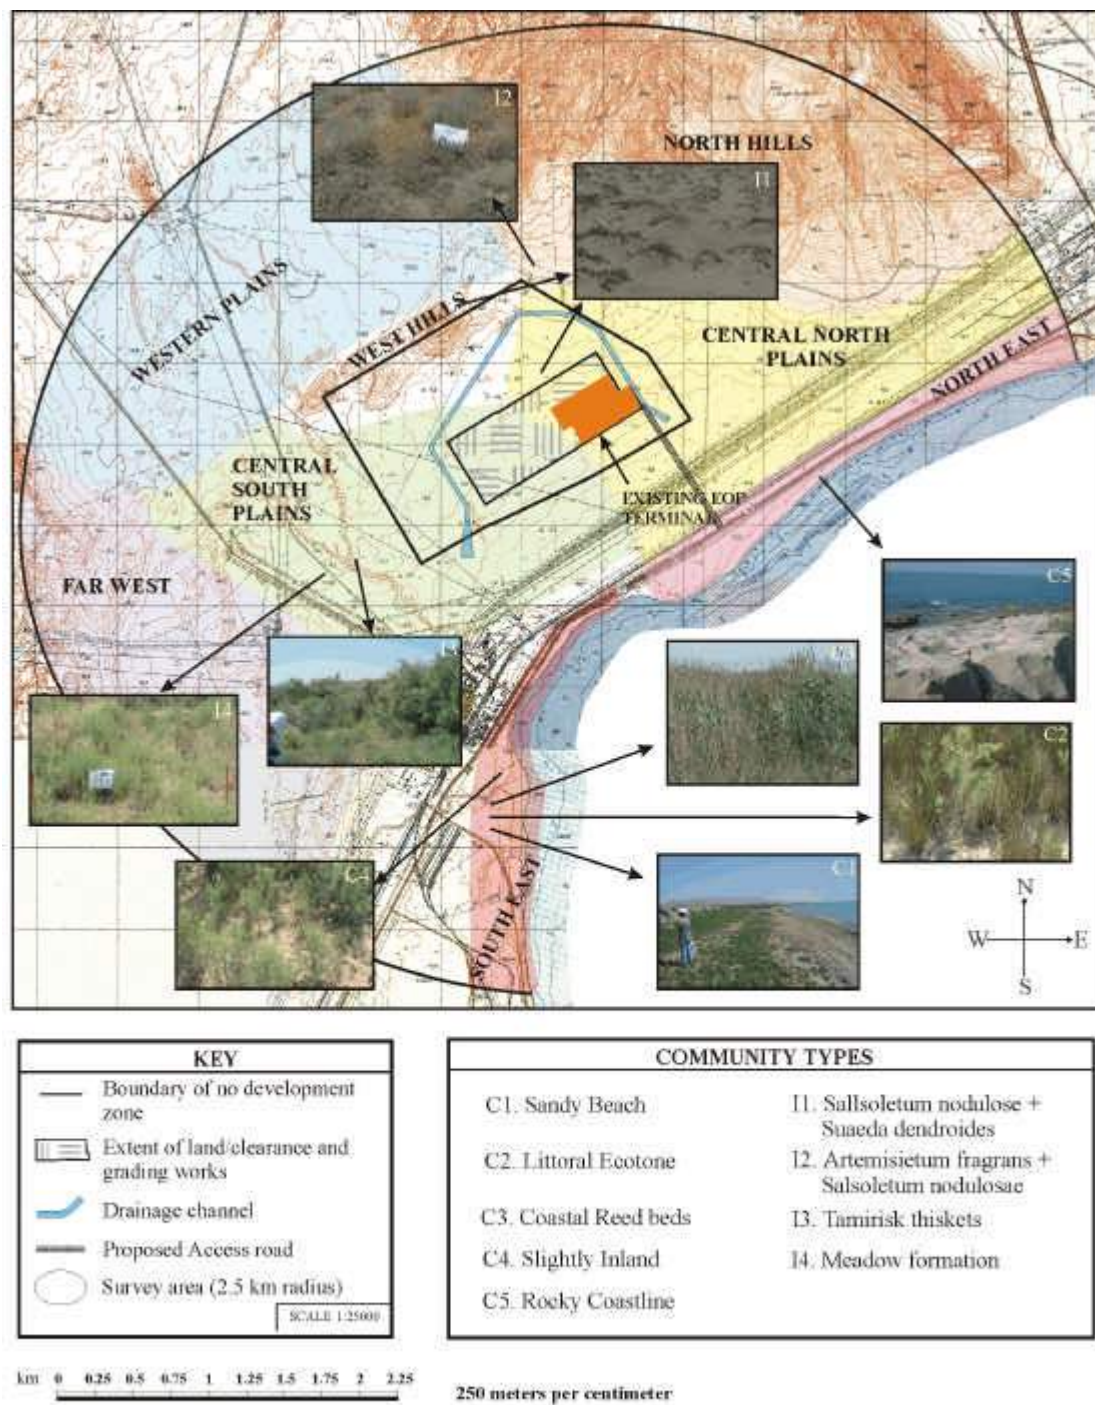 I2
NORTH HILLS
I1
WESTERN PLAINS
WEST HILLS
CENTRAL NORTH
PLAINS
NORTH EAST
CENTRAL
SOUTH
PLAINS
EXISTING EOP
TERMINAL
FAR WEST
C5
I4
C2
C4
C1
SOUTH EAST
N
W
E
S
KEY
Boundary of no development
zone
Extent of land/clearance and
grading works
Drainage channel
Proposed Access road
Survey area (2.5 km radius)
SCALE 1:25000
COMMUNITY TYPES
C1. Sandy Beach
C2. Littoral Ecotone
C3. Coastal Reed beds
C4. Slightly Inland
C5. Rocky Coastline
I1. Sallsoletum nodulose +
Suaeda dendroides
I2. Artemisietum fragrans +
Salsoletum nodulosae
I3. Tamirisk thiskets
I4. Meadow formation
km 0 0.25 0.5 0.75 1 1.25 1.5 1.75 2 2.25
250 meters per centimeter